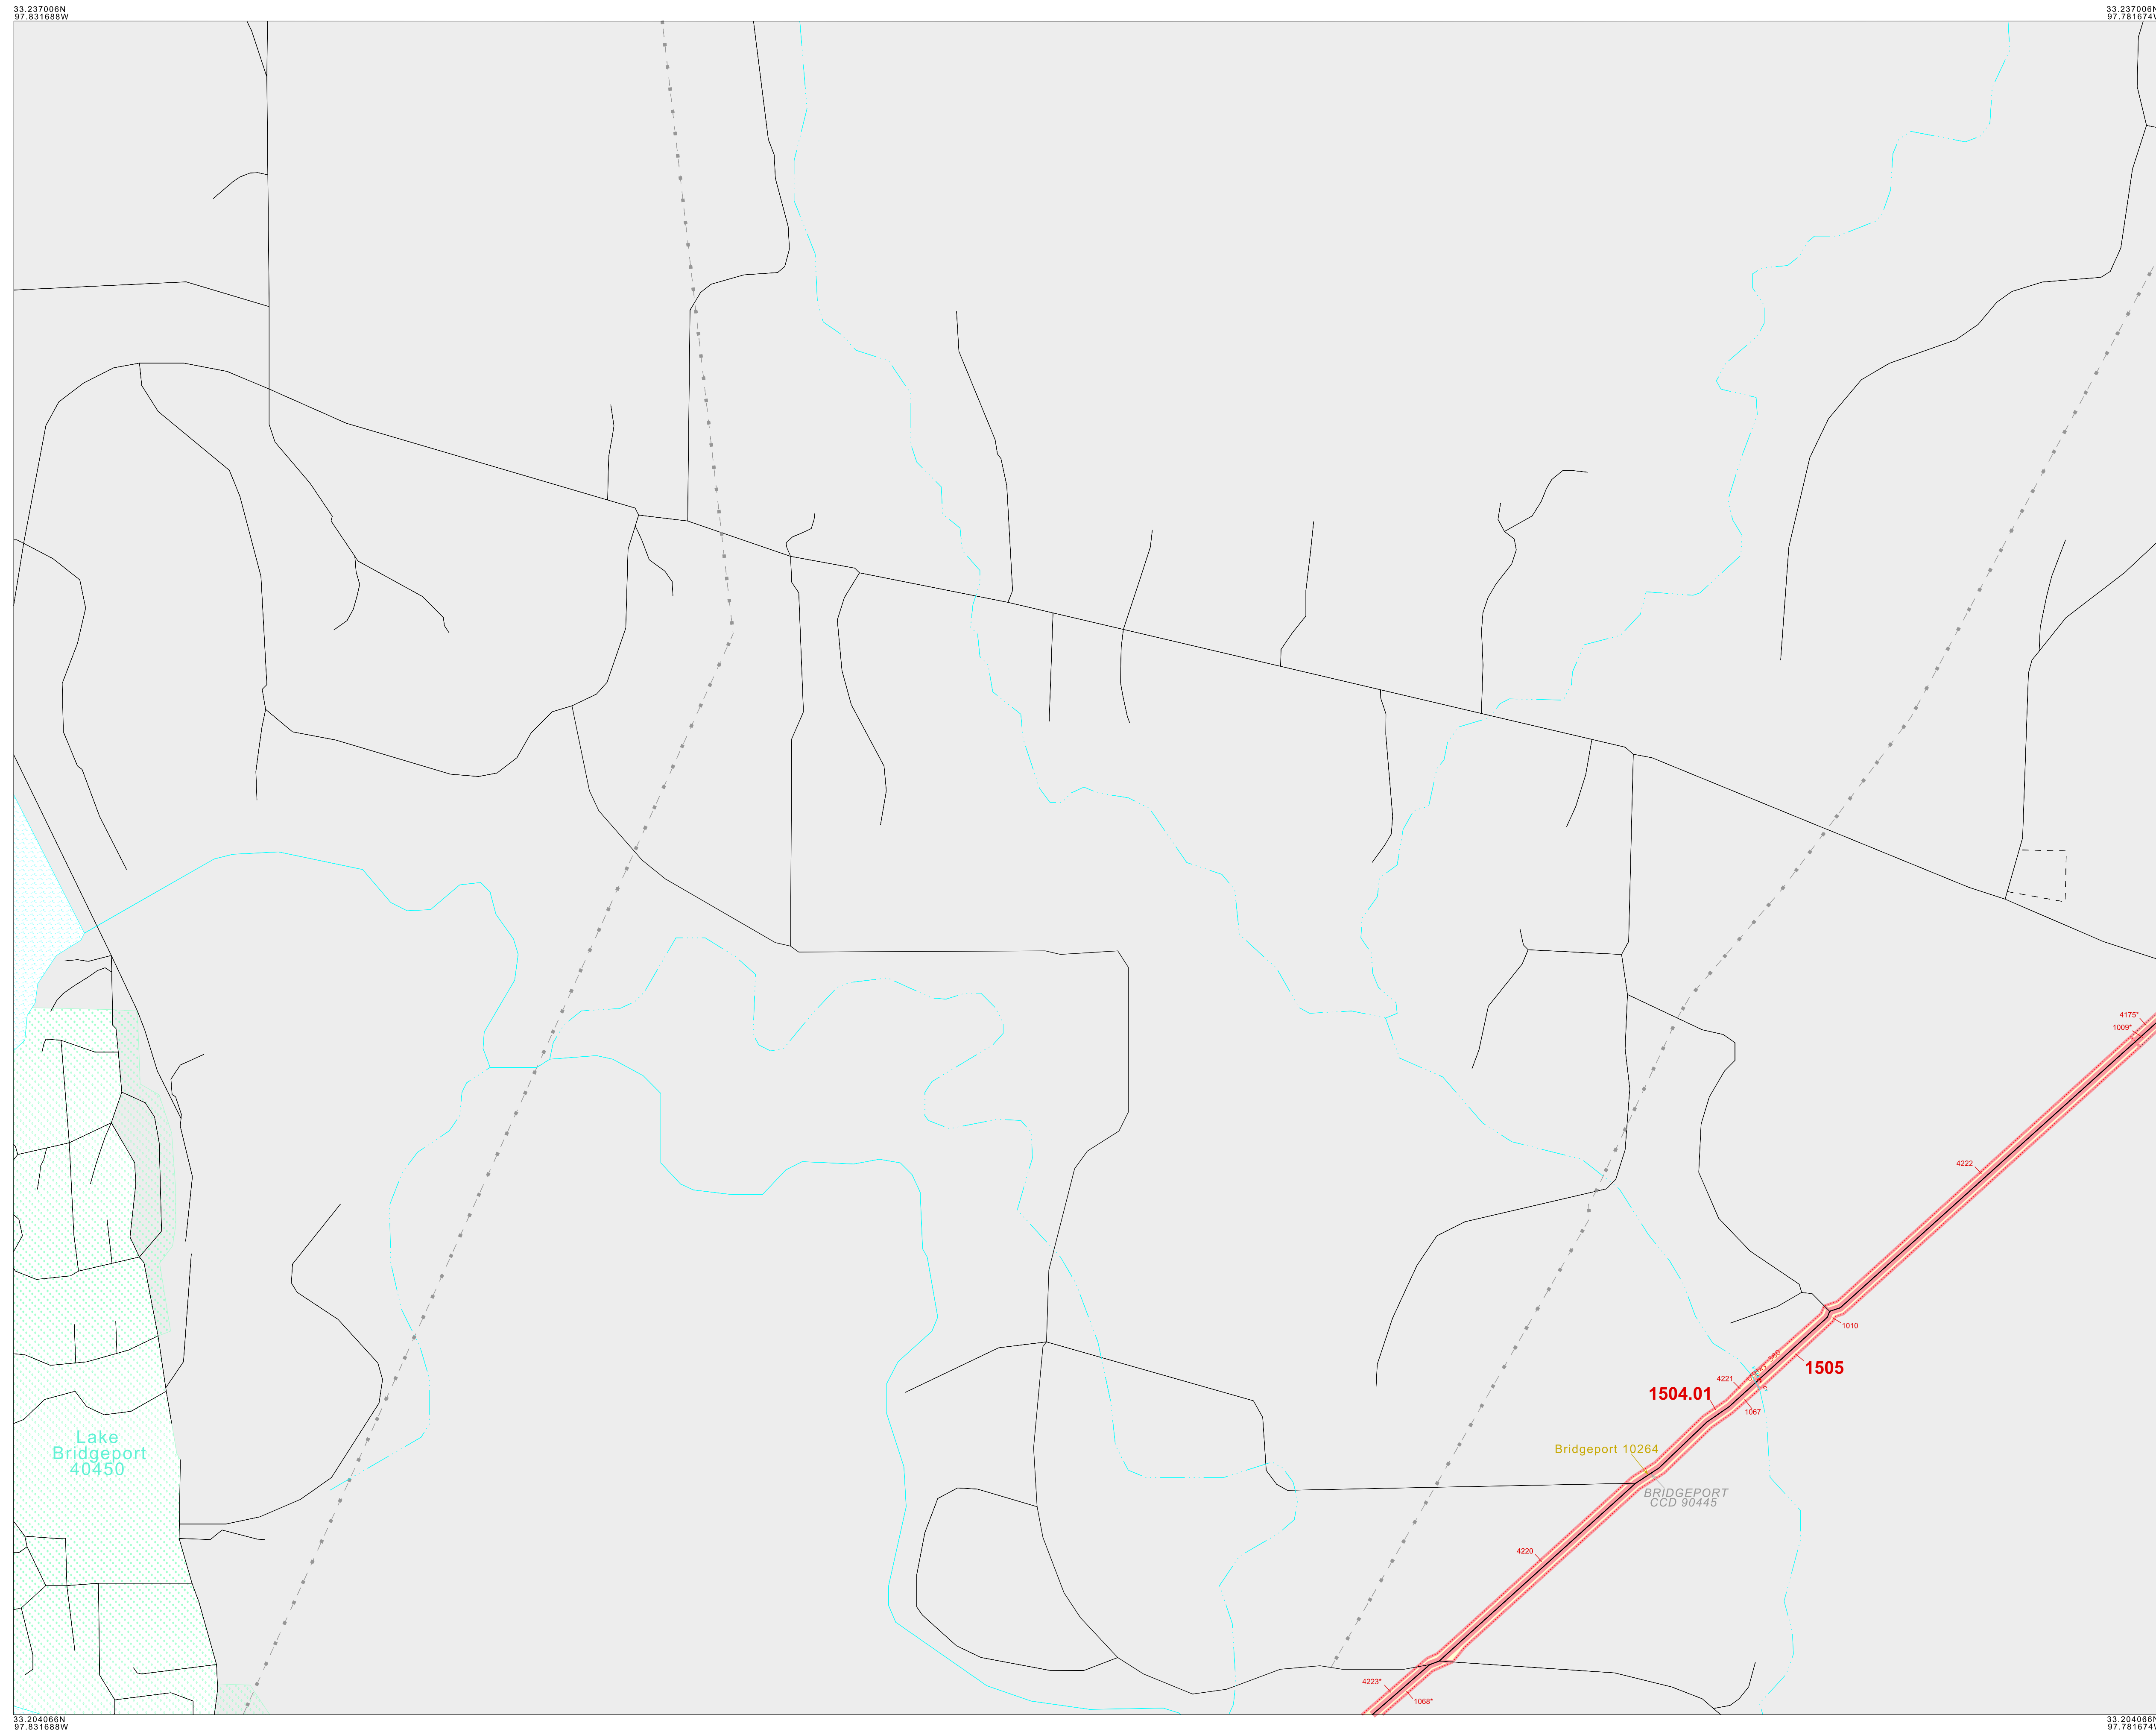 33.237006N
97.831688W
33.237006N
97.781674W
4175*
1009*
4222
1010
1505
4221
1504.01
1067
Bridgeport 10264
BRIDGEPORT
CCD 90445
Lake
Bridgeport
40450
4220
4223*
1068*
33.204066N
97.831688W
33.204066N
97.781674W